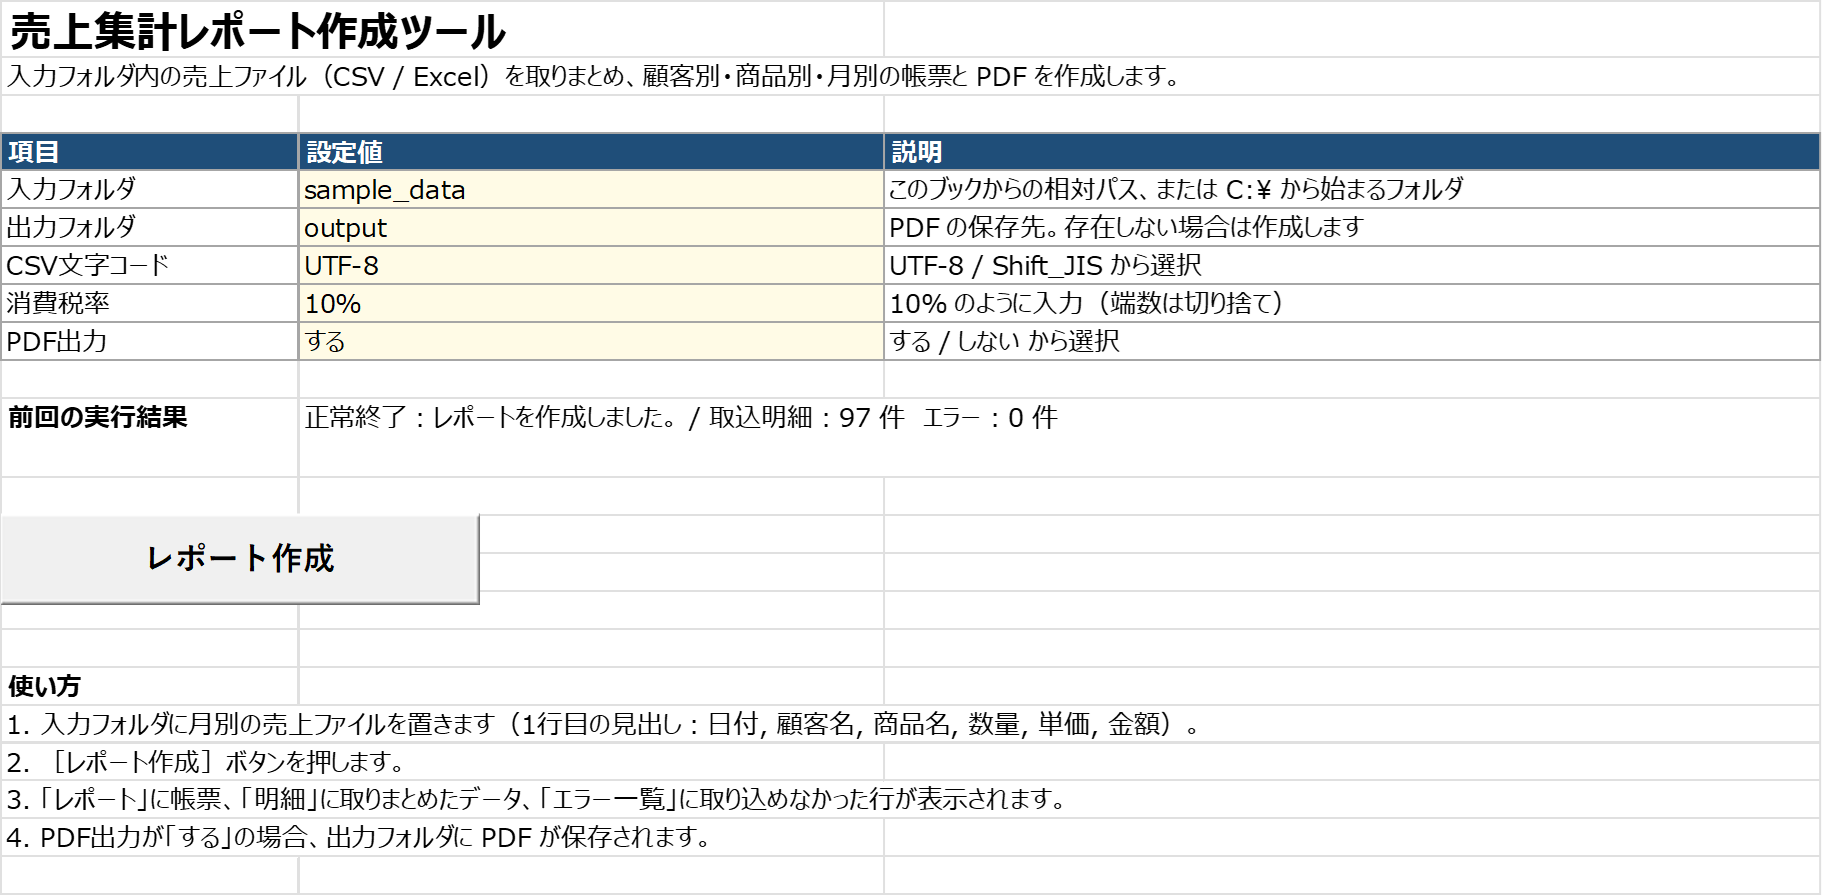 売上集計レポート作成ツール
入力フォルダ内の売上ファイル（CSV / Excel）を取りまとめ、顧客別・商品別・月別の帳票と PDF を作成します。
項目 設定値 説明
入力フォルダ sample_data このブックからの相対パス、または C:¥ から始まるフォルダ
出力フォルダ output PDF の保存先。存在しない場合は作成します
CSV文字コード UTF-8 UTF-8 / Shift_JIS から選択
消費税率 10% 10% のように入力（端数は切り捨て）
PDF出力 する する / しない から選択
前回の実行結果 正常終了：レポートを作成しました。 / 取込明細：97 件　エラー：0 件
レポート作成
使い方
1. 入力フォルダに月別の売上ファイルを置きます（1行目の見出し：日付, 顧客名, 商品名, 数量, 単価, 金額）。
2. ［レポート作成］ボタンを押します。
3. 「レポート」に帳票、「明細」に取りまとめたデータ、「エラー一覧」に取り込めなかった行が表示されます。
4. PDF出力が「する」の場合、出力フォルダに PDF が保存されます。